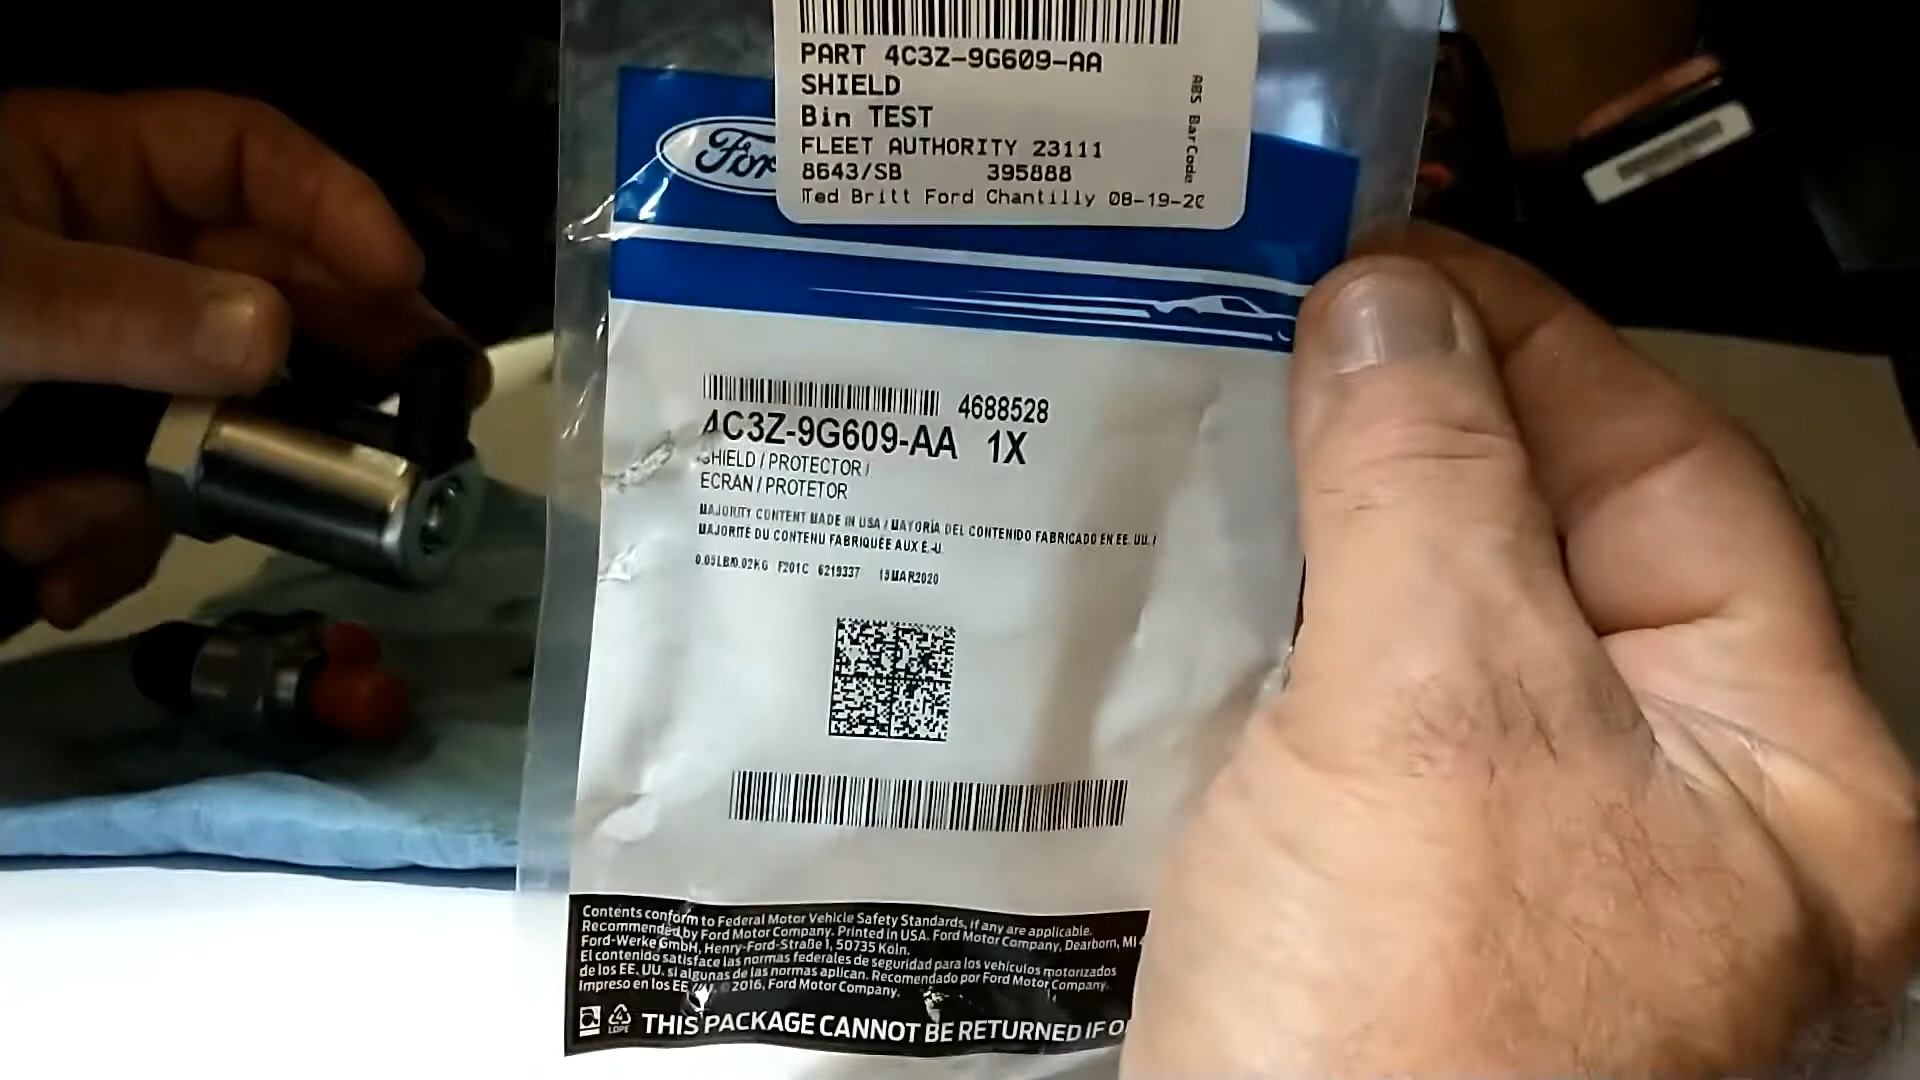 PART 4C3Z-9G609-AA
SHIELD
Bin TEST
FLEET AUTHORITY 23111
8643/SB 395888
Ted Britt Ford Chantilly 08-19-20
ABS BarCode
For
4688528
4C3Z-9G609-AA 1X
SHIELD / PROTECTOR /
ECRAN / PROTETOR
MAJORITY CONTENT MADE IN USA / MAYORÍA DEL CONTENIDO FABRICADO EN EE. UU. /
MAJORITÉ DU CONTENU FABRIQUÉE AUX É.-U.
0.05LB/0.02KG F201C 6219337 15MAR2020
Contents conform to Federal Motor Vehicle Safety Standards, if any are applicable.
Recommended by Ford Motor Company. Printed in USA. Ford Motor Company, Dearborn, MI 4
Ford-Werke GmbH, Henry-Ford-Straße 1, 50735 Köln.
El contenido satisface las normas federales de seguridad para los vehículos motorizados
de los EE. UU. si algunas de las normas aplican. Recomendado por Ford Motor Company.
Impreso en los EE. UU. ©2016, Ford Motor Company.
4
LDPE
THIS PACKAGE CANNOT BE RETURNED IF O